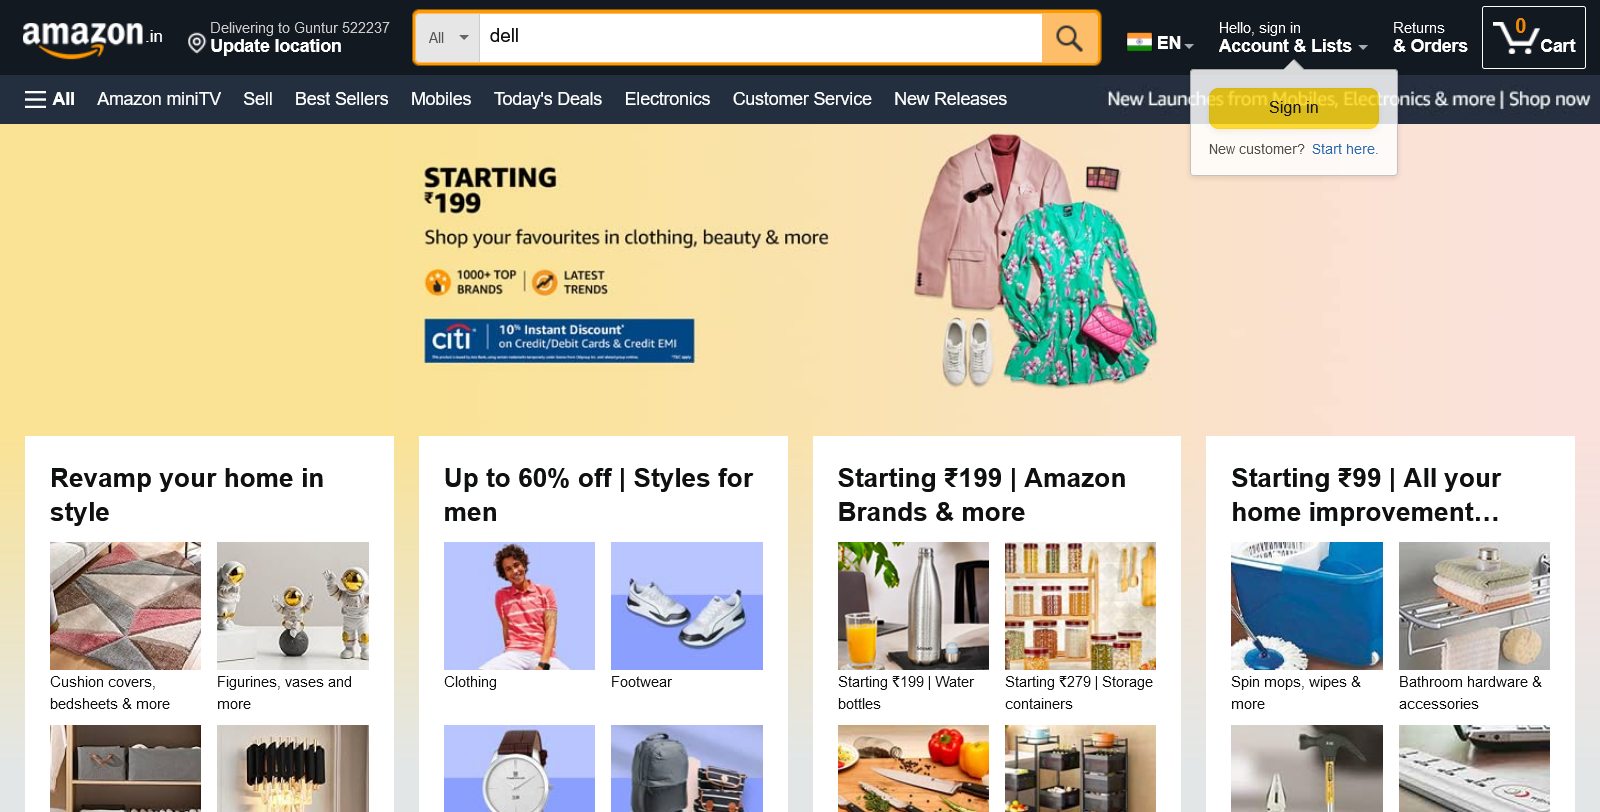 amazon.in
Delivering to Guntur 522237
Update location
All
dell
EN
Hello, sign in
Account & Lists
Returns
& Orders
0
Cart
All
Amazon miniTV
Sell
Best Sellers
Mobiles
Today's Deals
Electronics
Customer Service
New Releases
New Launches from Mobiles, Electronics & more | Shop now
Sign in
New customer? Start here.
STARTING
₹199
Shop your favourites in clothing, beauty & more
1000+ TOP
BRANDS
LATEST
TRENDS
citi
10% Instant Discount*
on Credit/Debit Cards & Credit EMI
*T&C apply
Revamp your home in
style
Up to 60% off | Styles for
men
Starting ₹199 | Amazon
Brands & more
Starting ₹99 | All your
home improvement…
Cushion covers,
bedsheets & more
Figurines, vases and
more
Clothing
Footwear
Starting ₹199 | Water
bottles
Starting ₹279 | Storage
containers
Spin mops, wipes &
more
Bathroom hardware &
accessories